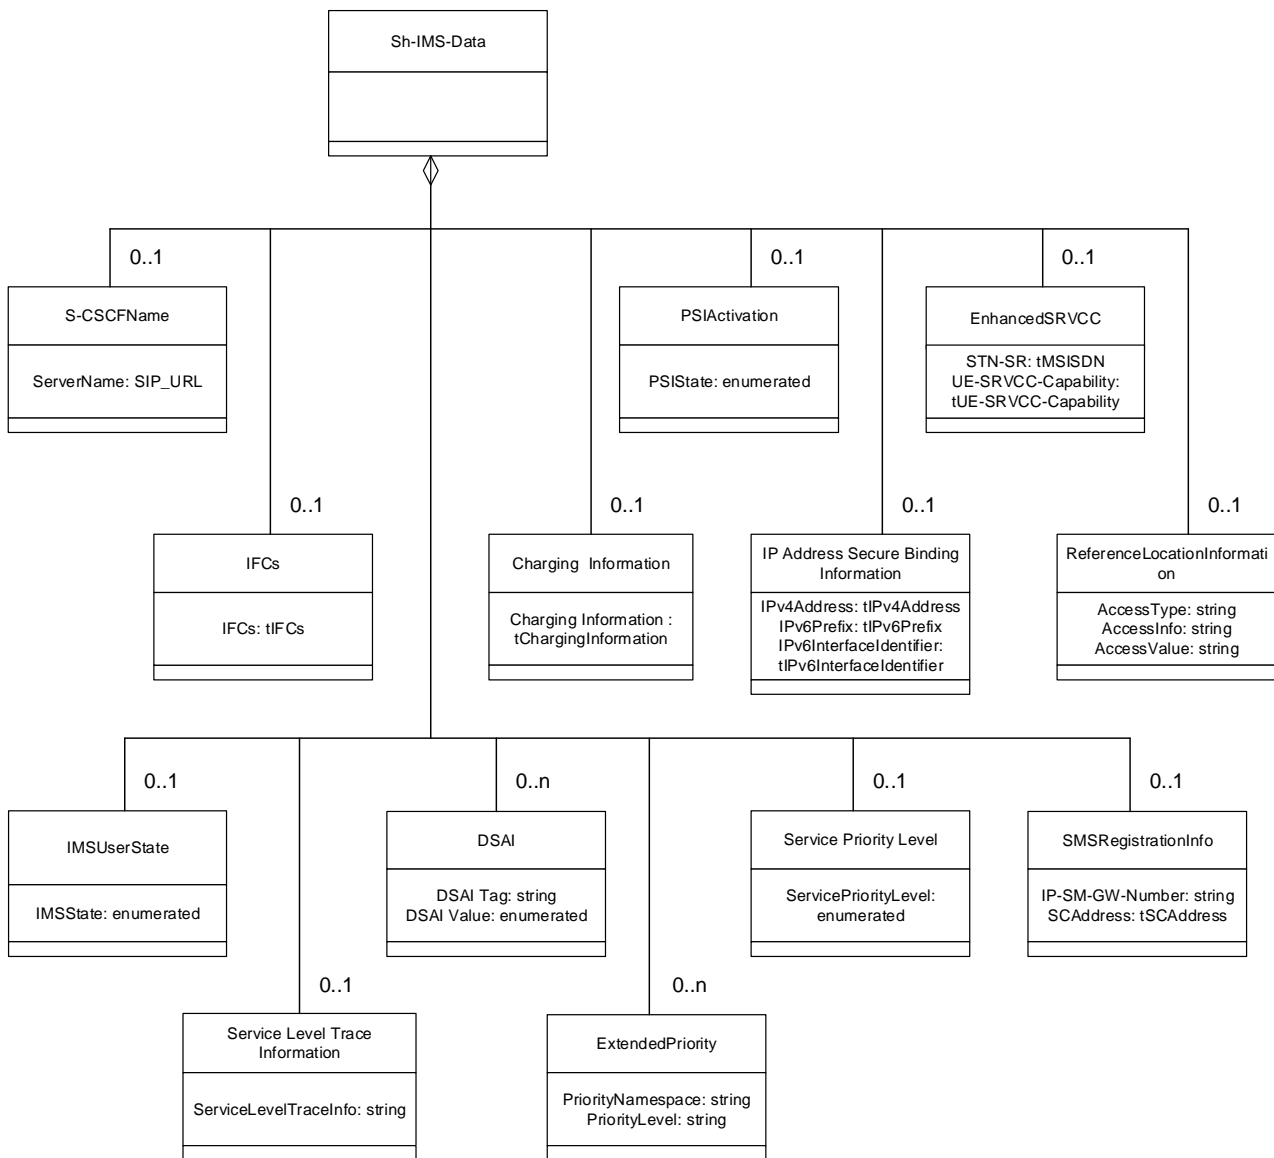 Sh-IMS-Data
0..1
0..1
0..1
S-CSCFName
ServerName: SIP_URL
PSIActivation
PSIState: enumerated
EnhancedSRVCC
STN-SR: tMSISDN
UE-SRVCC-Capability:
tUE-SRVCC-Capability
0..1
0..1
0..1
0..1
IFCs
IFCs: tIFCs
Charging Information
Charging Information :
tChargingInformation
IP Address Secure Binding
Information
IPv4Address: tIPv4Address
IPv6Prefix: tIPv6Prefix
IPv6InterfaceIdentifier:
tIPv6InterfaceIdentifier
ReferenceLocationInformati
on
AccessType: string
AccessInfo: string
AccessValue: string
0..1
0..n
0..1
0..1
IMSUserState
IMSState: enumerated
DSAI
DSAI Tag: string
DSAI Value: enumerated
Service Priority Level
ServicePriorityLevel:
enumerated
SMSRegistrationInfo
IP-SM-GW-Number: string
SCAddress: tSCAddress
0..1
0..n
Service Level Trace
Information
ServiceLevelTraceInfo: string
ExtendedPriority
PriorityNamespace: string
PriorityLevel: string